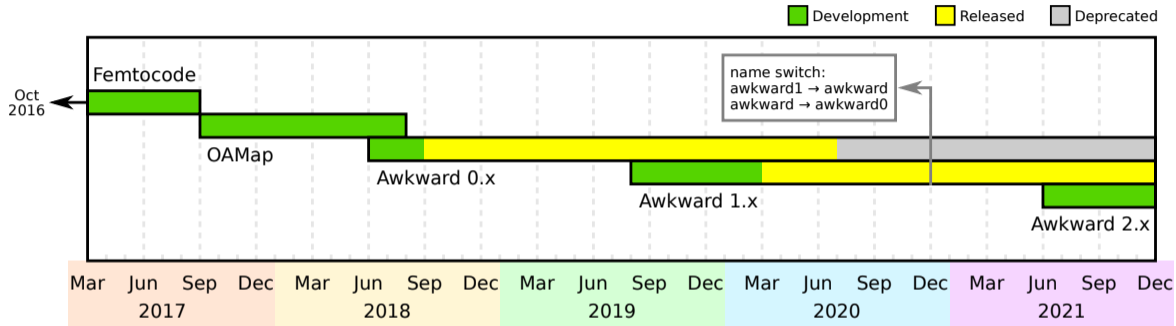 Development Released Deprecated
Femtocode
name switch:
awkward1 → awkward
awkward → awkward0
Oct
2016
OAMap
Awkward 0.x
Awkward 1.x
Awkward 2.x
Mar Jun Sep Dec Mar Jun Sep Dec Mar Jun Sep Dec Mar Jun Sep Dec Mar Jun Sep Dec
2017 2018 2019 2020 2021